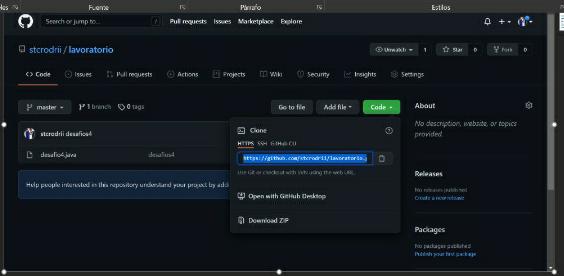 Fuente
Párrafo
Estilos
Search or jump to...
/
Pull requests
Issues
Marketplace
Explore
stcrodrii / lavoratorio
Unwatch
1
Star
0
Fork
0
Code
Issues
Pull requests
Actions
Projects
Wiki
Security
Insights
Settings
master
1 branch
0 tags
Go to file
Add file
Code
About
No description, website, or topics
provided.
stcrodrii desafios4
Clone
HTTPS
SSH
GitHub CLI
desafio4.java
desafios4
https://github.com/stcrodrii/lavoratorio.
Use Git or checkout with SVN using the web URL.
Releases
No releases published
Create a new release
Help people interested in this repository understand your project by
Open with GitHub Desktop
Download ZIP
Packages
No packages published
Publish your first package